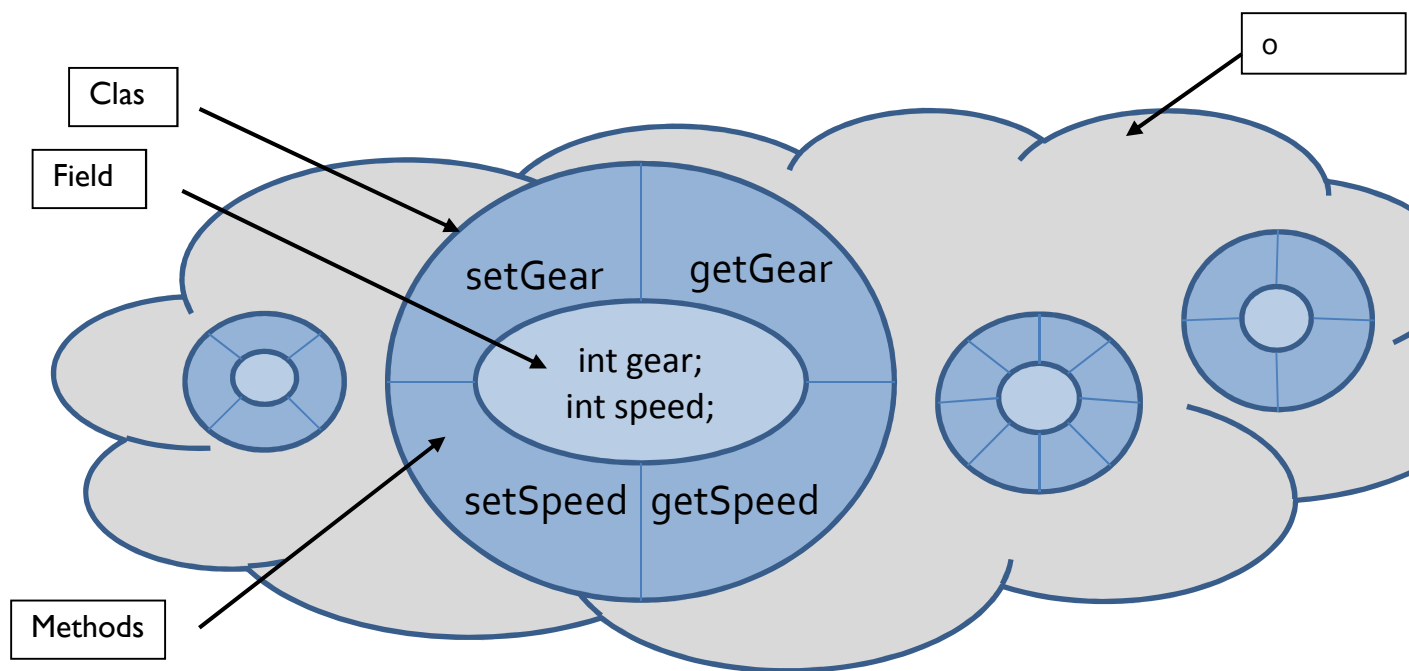 o
Clas
Field
setGear getGear
int gear;
int speed;
setSpeed getSpeed
Methods